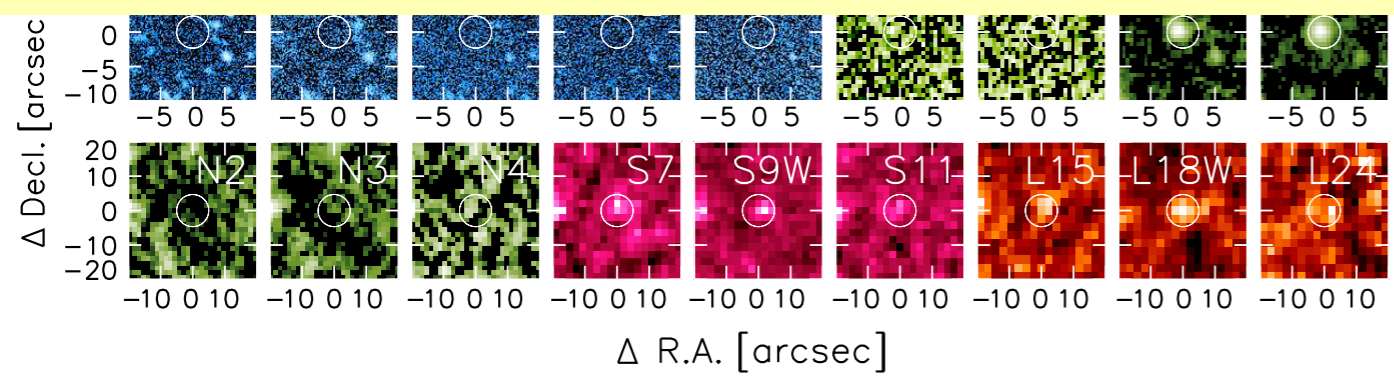 Δ Decl. [arcsec
0
−5
−10
−5 0 5 −5 0 5 −5 0 5 −5 0 5 −5 0 5 −5 0 5 −5 0 5 −5 0 5 −5 0 5
20
10
0
−10
−20
N2 N3 N4 S7 S9W S11 L15 L18W L24
−10 0 10 −10 0 10 −10 0 10 −10 0 10 −10 0 10 −10 0 10 −10 0 10 −10 0 10 −10 0 10
Δ R.A. [arcsec]